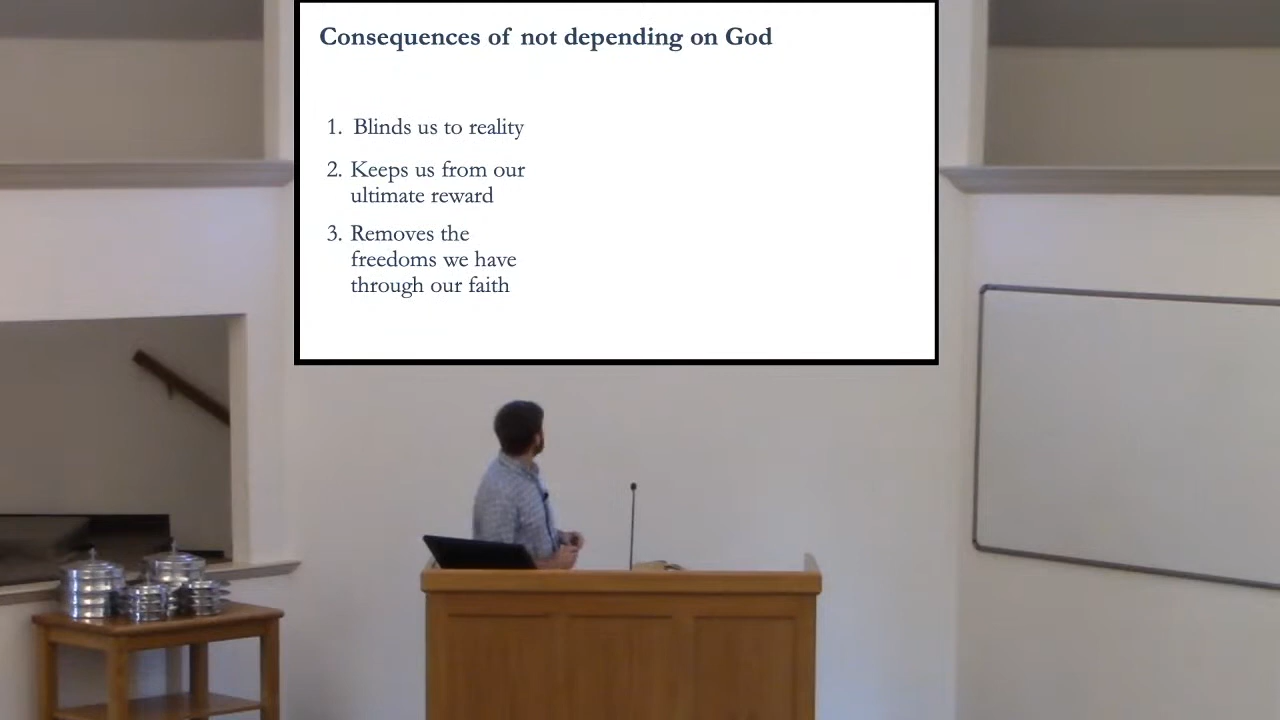 Consequences of not depending on God
1. Blinds us to reality
2. Keeps us from our
ultimate reward
3. Removes the
freedoms we have
through our faith